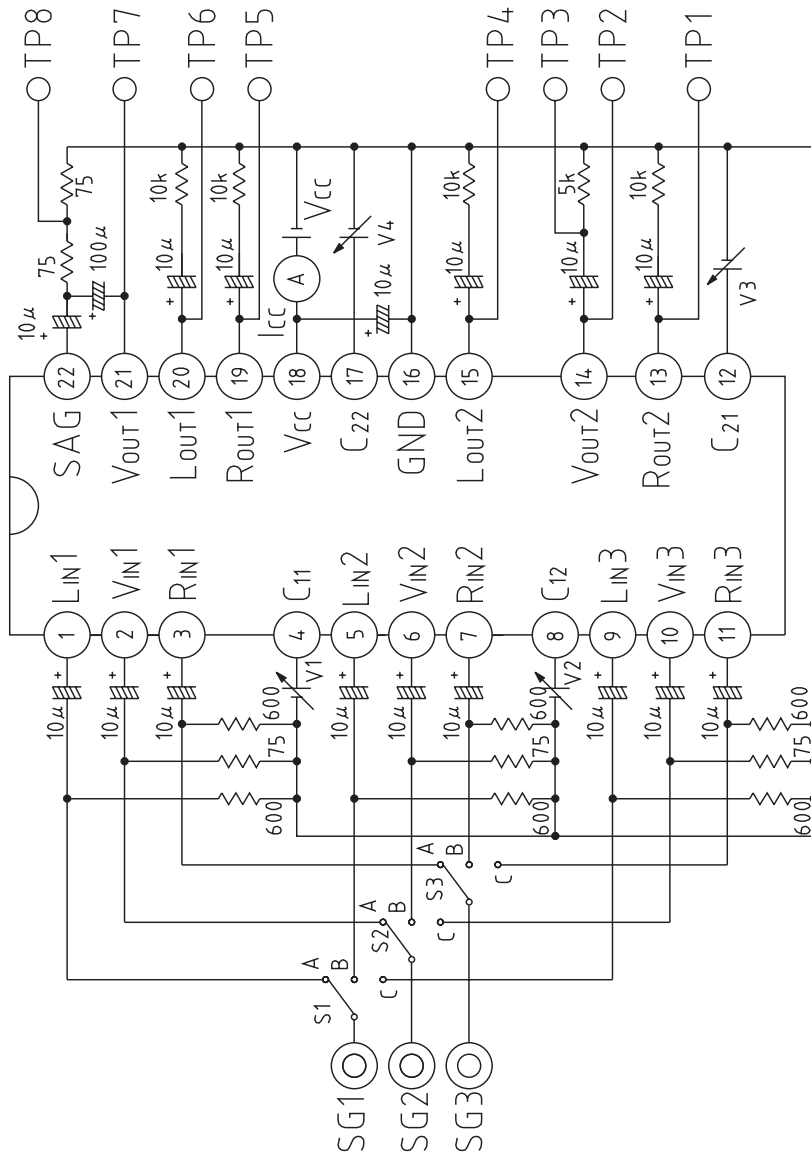 TP8
TP7
TP6
TP5
TP4
TP3
TP2
TP1
75
75
100μ
+
10μ
+
10k
10μ
+
10k
10μ
+
VCC
A
ICC
V4
10μ
+
10k
10μ
+
5k
10μ
+
10k
10μ
+
V3
22
21
20
19
18
17
16
15
14
13
12
SAG
VOUT1
LOUT1
ROUT1
VCC
C22
GND
LOUT2
VOUT2
ROUT2
C21
LIN1
VIN1
RIN1
C11
LIN2
VIN2
RIN2
C12
LIN3
VIN3
RIN3
1
2
3
4
5
6
7
8
9
10
11
10μ +
10μ +
10μ +
V1
10μ +
10μ +
10μ +
V2
10μ +
10μ +
10μ +
600
75
600
600
75
600
600
75
600
A
B
C
S1
A
B
C
S2
A
B
C
S3
SG1
SG2
SG3